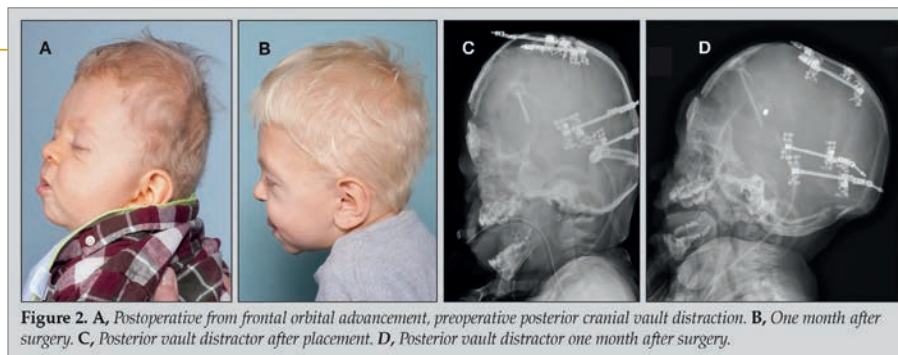 A
B
C
D
Figure 2. A, Postoperative from frontal orbital advancement, preoperative posterior cranial vault distraction. B, One month after
surgery. C, Posterior vault distractor after placement. D, Posterior vault distractor one month after surgery.